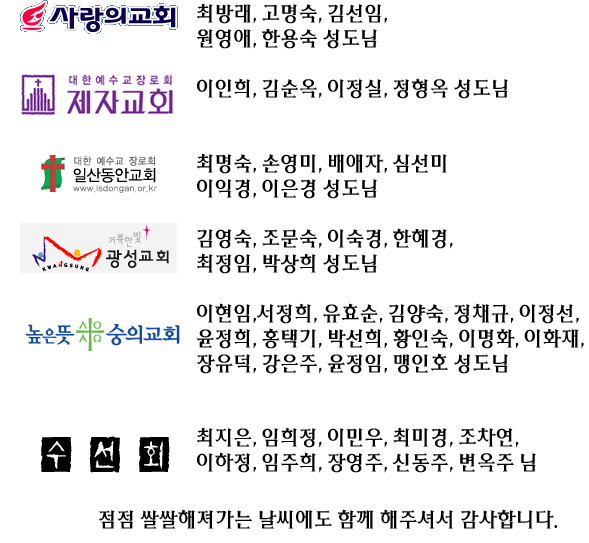 사랑의교회
최방래, 고명숙, 김선임,
원영애, 한용숙 성도님
대한예수교장로회
제자교회
이인희, 김순옥, 이정실, 정형옥 성도님
대한 예수교 장로회
일산동안교회
www.isdongan.or.kr
최명숙, 손영미, 배애자, 심선미
이익경, 이은경 성도님
거룩한빛
광성교회
KWANGSUNG
김영숙, 조문숙, 이숙경, 한혜경,
최정임, 박상희 성도님
높은뜻 숭의교회
이현임,서정희, 유효순, 김양숙, 정채규, 이정선,
윤정희, 홍택기, 박선희, 황인숙, 이명화, 이화재,
장유덕, 강은주, 윤정임, 맹인호 성도님
수 선 회
최지은, 임희정, 이민우, 최미경, 조차연,
이하정, 임주희, 장영주, 신동주, 변옥주 님
점점 쌀쌀해져가는 날씨에도 함께 해주셔서 감사합니다.